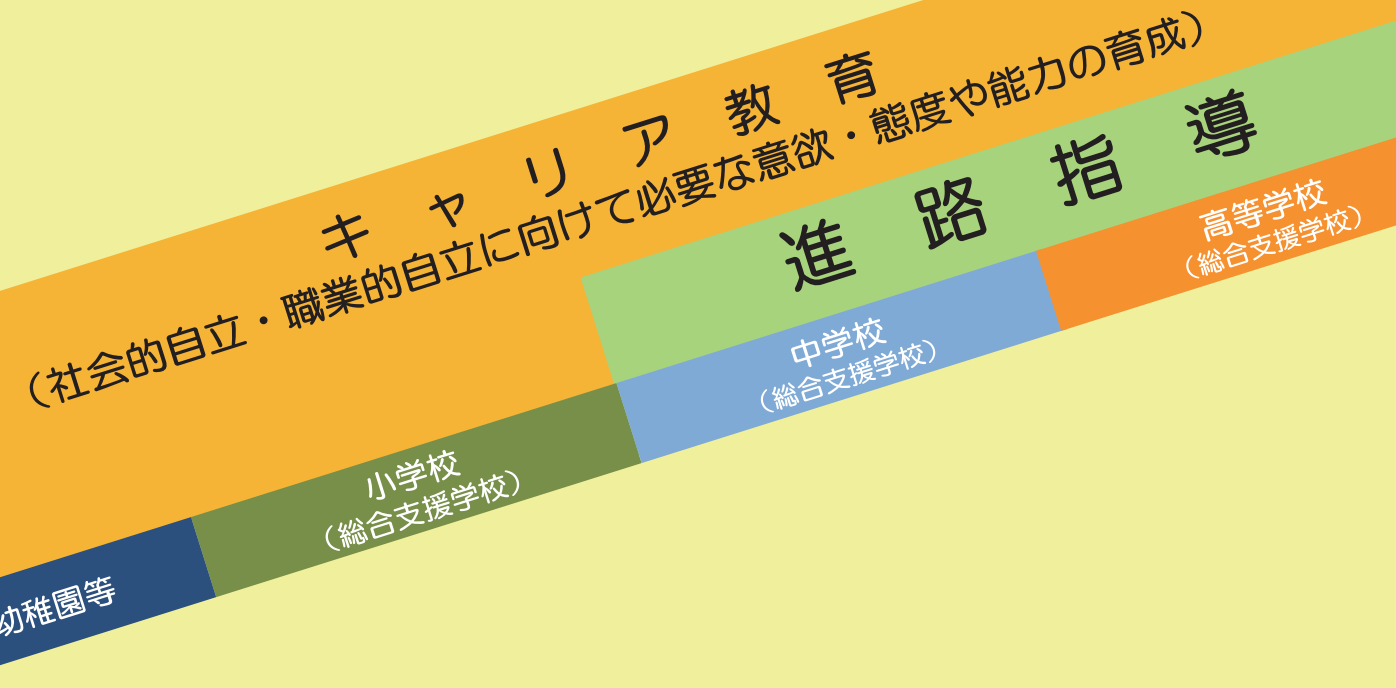 キャリア教育
（社会的自立・職業的自立に向けて必要な意欲・態度や能力の育成）
進路指導
高等学校
（総合支援学校）
中学校
（総合支援学校）
小学校
（総合支援学校）
幼稚園等